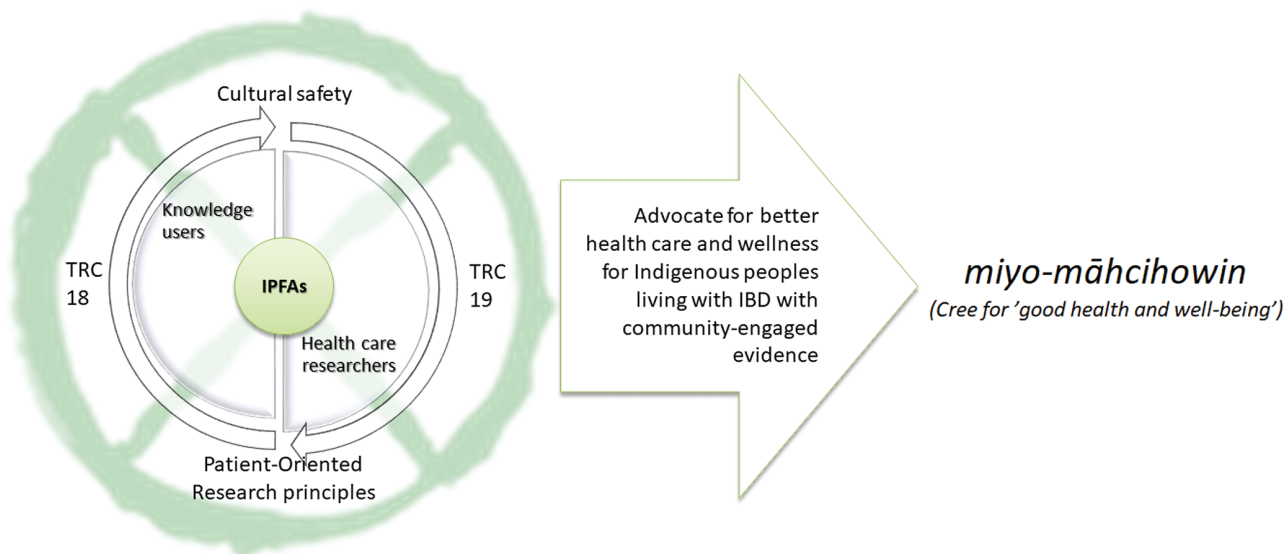 Cultural safety
Knowledge
users
TRC
18
IPFAs
TRC
19
Health care
researchers
Patient-Oriented
Research principles
Advocate for better
health care and wellness
for Indigenous peoples
living with IBD with
community-engaged
evidence
miyo-māhcihowin
(Cree for ’good health and well-being’)